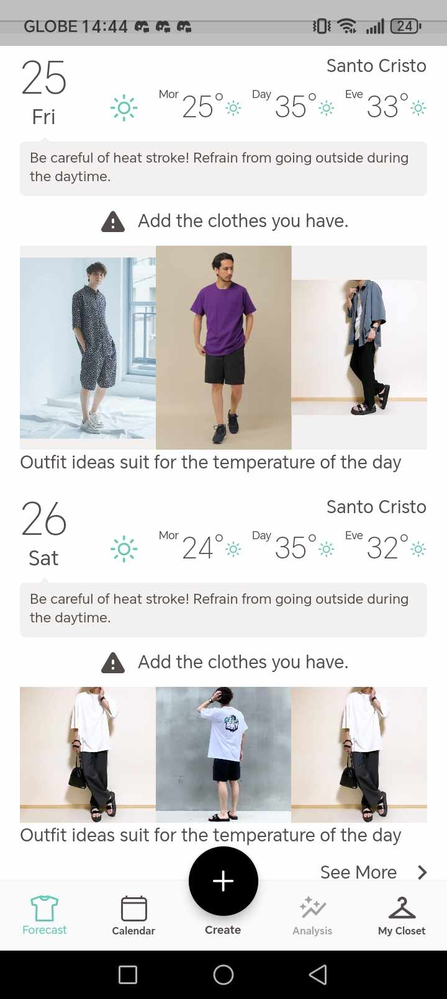 GLOBE 14:44 24
25 Santo Cristo
Fri Mor 25° Day 35° Eve 33°
Be careful of heat stroke! Refrain from going outside during
the daytime.
Add the clothes you have.
Outfit ideas suit for the temperature of the day
26 Santo Cristo
Sat Mor 24° Day 35° Eve 32°
Be careful of heat stroke! Refrain from going outside during
the daytime.
Add the clothes you have.
Outfit ideas suit for the temperature of the day
See More
Forecast Calendar Create Analysis My Closet